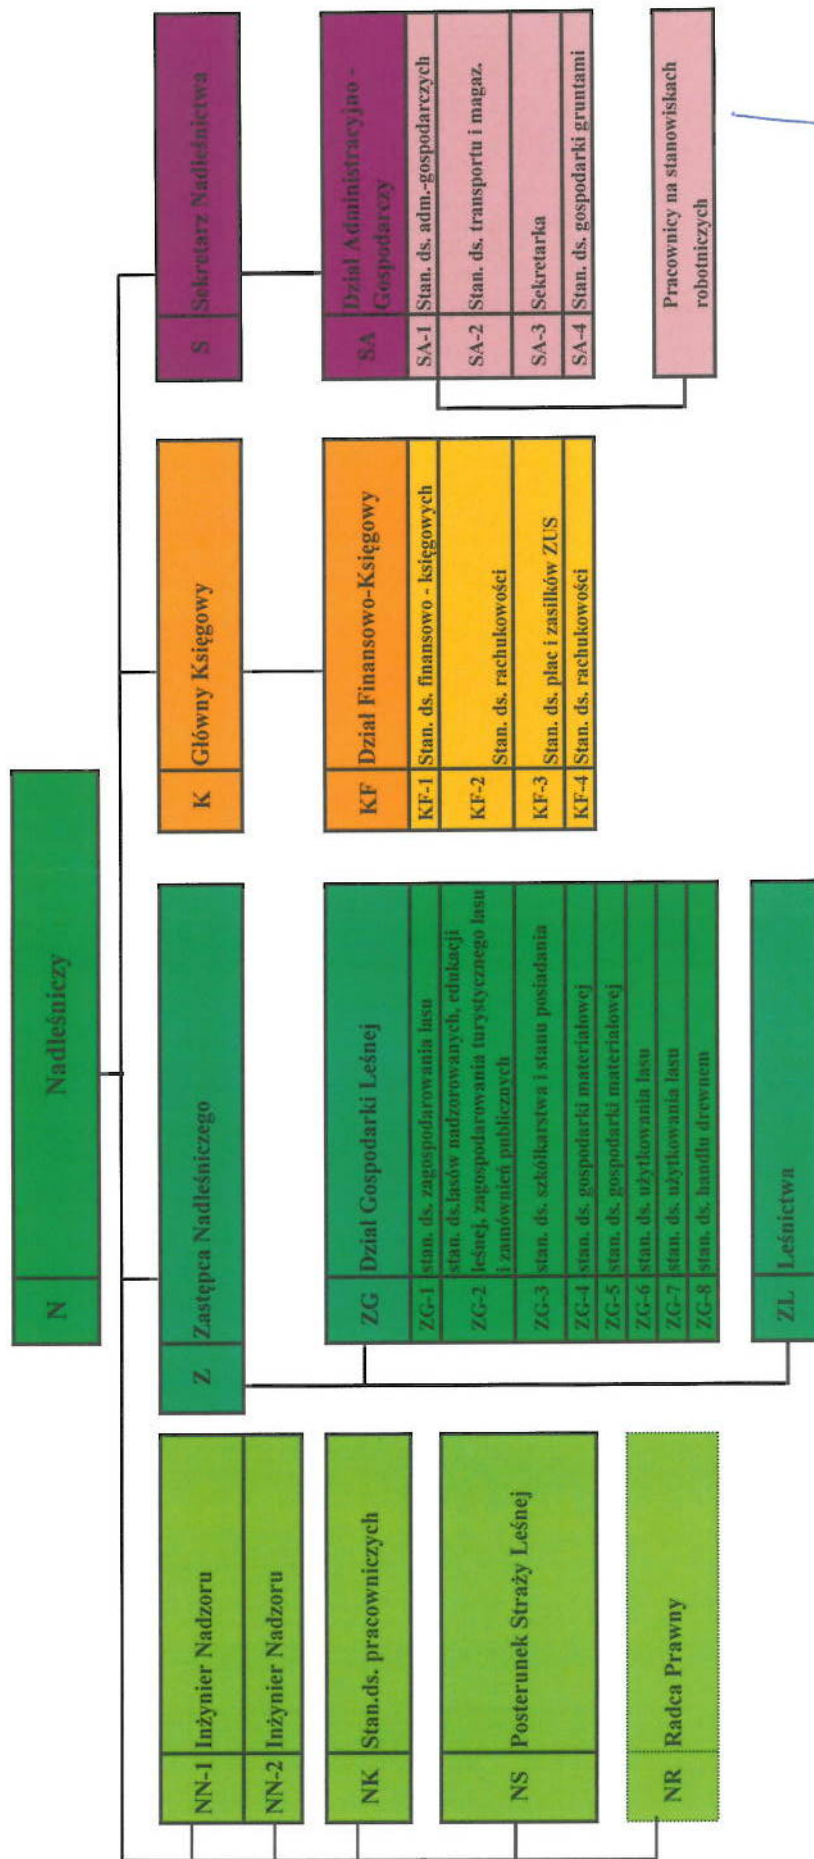 N Nadleśniczy
NN-1 Inżynier Nadzoru
NN-2 Inżynier Nadzoru
NK Stan.ds. pracowniczych
NS Posterunek Straży Leśnej
NR Radca Prawny
Z Zastępca Nadleśniczego
ZG Dział Gospodarki Leśnej
ZG-1 stan. ds. zagospodarowania lasu
ZG-2 stan. ds.lasów nadzorowanych, edukacji
leśnej, zagospodarowania turystycznego lasu
i zamównień publicznych
ZG-3 stan. ds. szkółkarstwa i stanu posiadania
ZG-4 stan. ds. gospodarki materiałowej
ZG-5 stan. ds. gospodarki materiałowej
ZG-6 stan. ds. użytkowania lasu
ZG-7 stan. ds. użytkowania lasu
ZG-8 stan. ds. handlu drewnem
ZL Leśnictwa
K Główny Księgowy
KF Dział Finansowo-Księgowy
KF-1 Stan. ds. finansowo - księgowych
KF-2 Stan. ds. rachukowości
KF-3 Stan. ds. płac i zasiłków ZUS
KF-4 Stan. ds. rachukowości
S Sekretarz Nadleśnictwa
SA Dział Administracyjno -
Gospodarczy
SA-1 Stan. ds. adm.-gospodarczych
SA-2 Stan. ds. transportu i magaz.
SA-3 Sekretarka
SA-4 Stan. ds. gospodarki gruntami
Pracownicy na stanowiskach
robotniczych